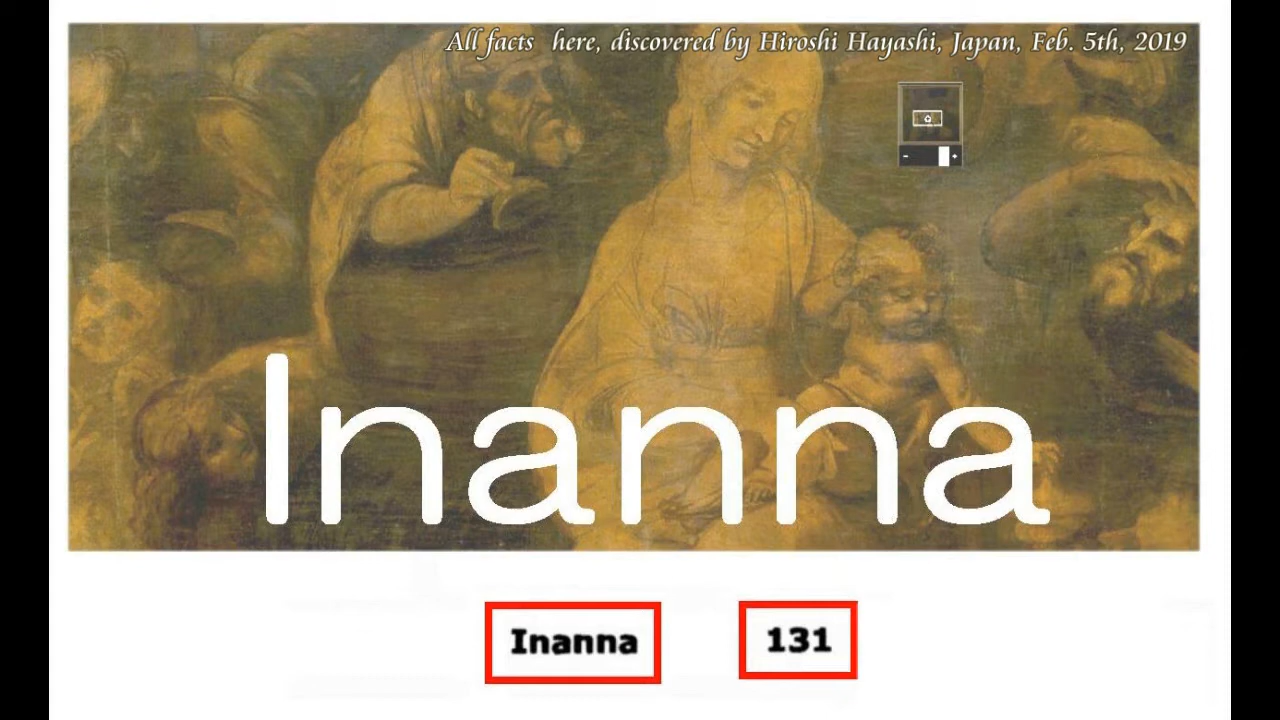 All facts here, discovered by Hiroshi Hayashi, Japan, Feb. 5th, 2019
G
- +
Inanna
Inanna 131